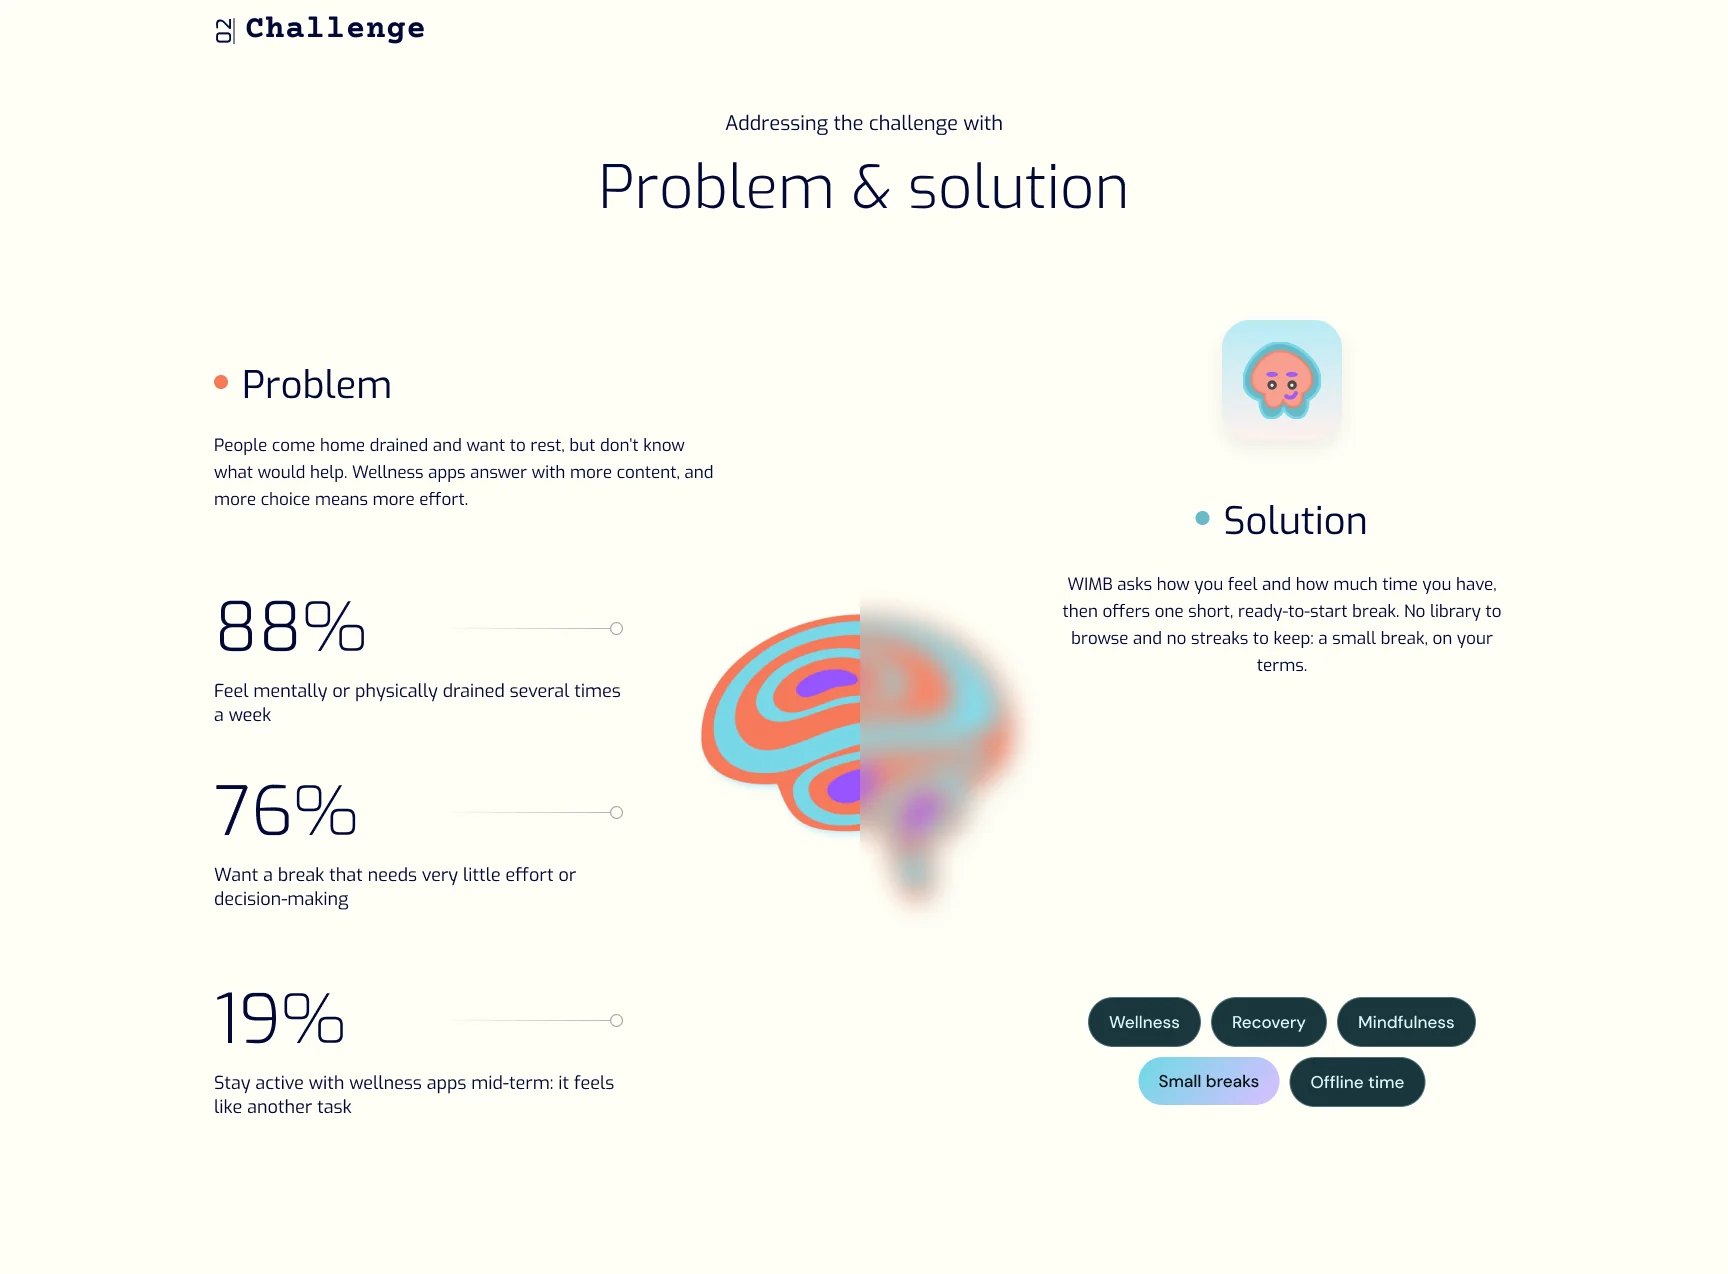 02 Challenge
Addressing the challenge with
Problem & solution
Problem
People come home drained and want to rest, but don't know
what would help. Wellness apps answer with more content, and
more choice means more effort.
88%
Feel mentally or physically drained several times
a week
76%
Want a break that needs very little effort or
decision-making
19%
Stay active with wellness apps mid-term: it feels
like another task
Solution
WIMB asks how you feel and how much time you have,
then offers one short, ready-to-start break. No library to
browse and no streaks to keep: a small break, on your
terms.
Wellness Recovery Mindfulness
Small breaks Offline time